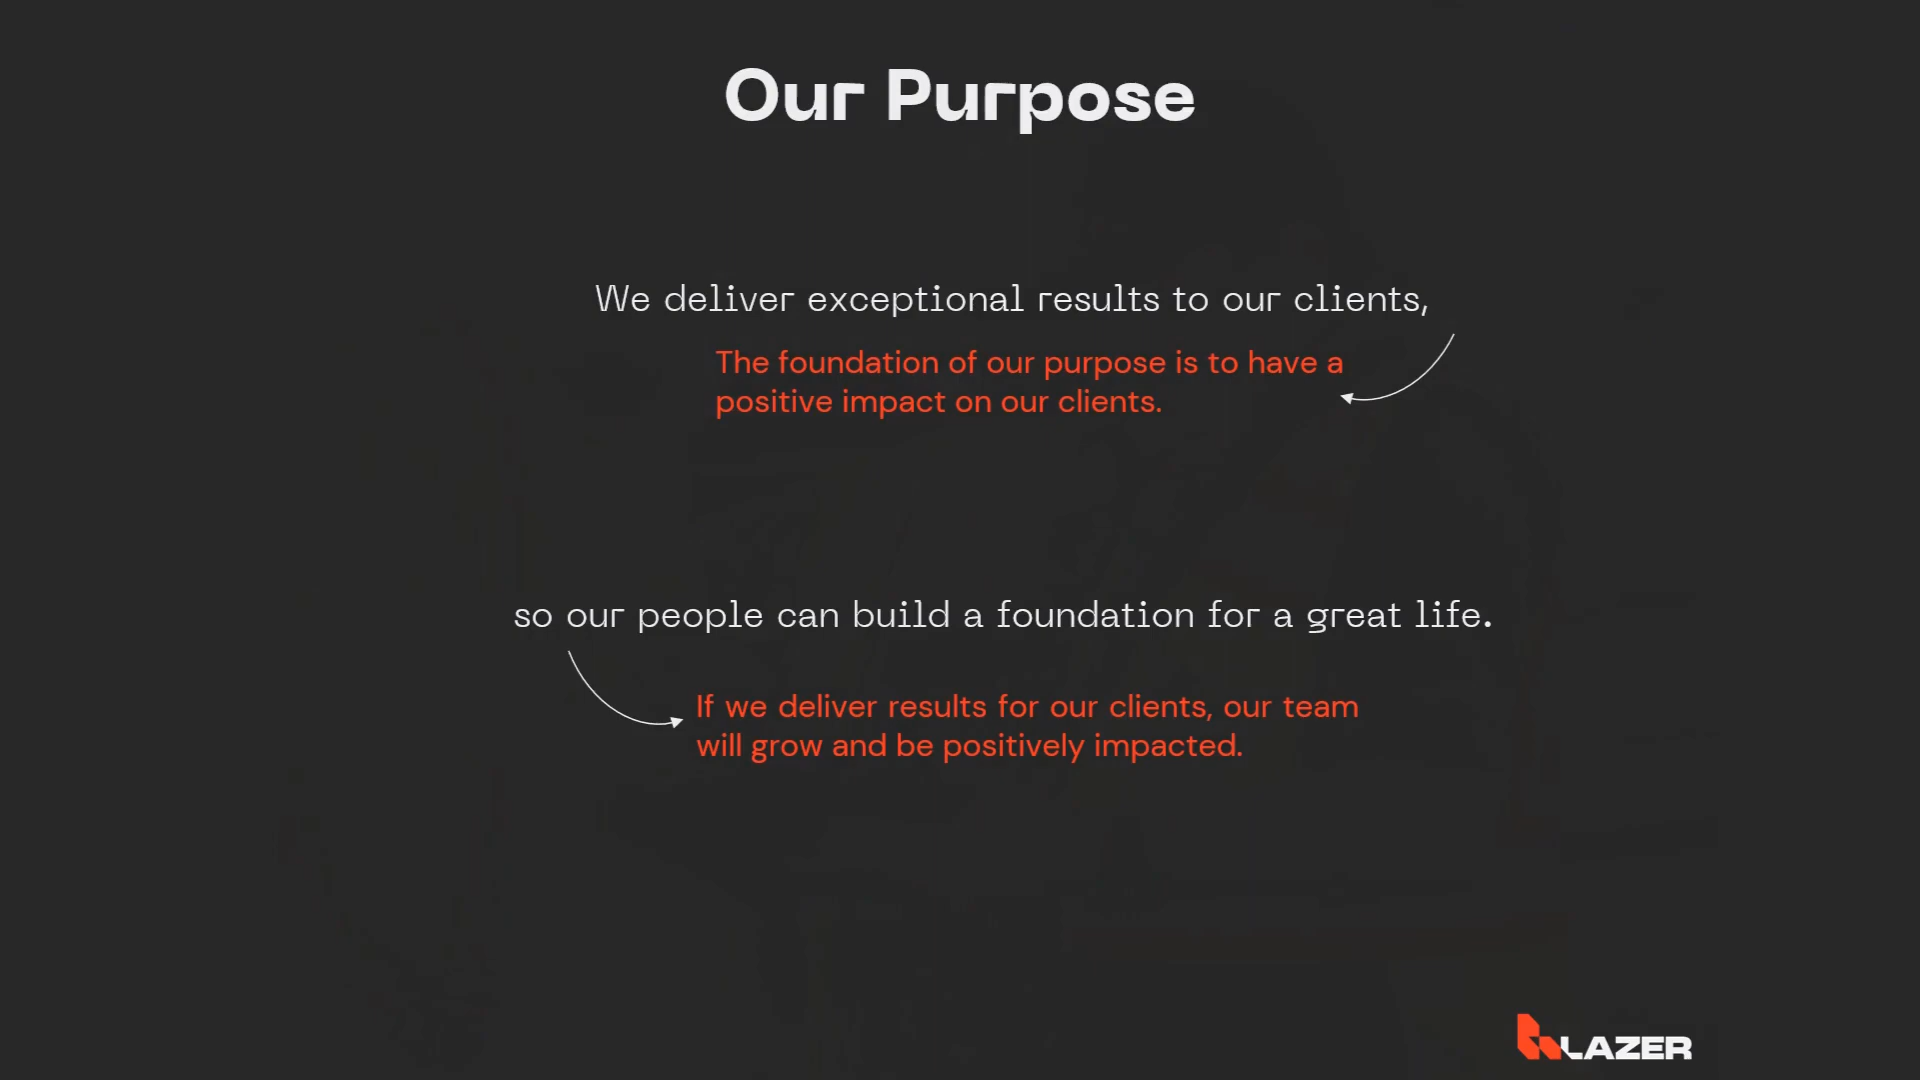 Our Purpose
We deliver exceptional results to our clients,
The foundation of our purpose is to have a
positive impact on our clients.
so our people can build a foundation for a great life.
If we deliver results for our clients, our team
will grow and be positively impacted.
LAZER